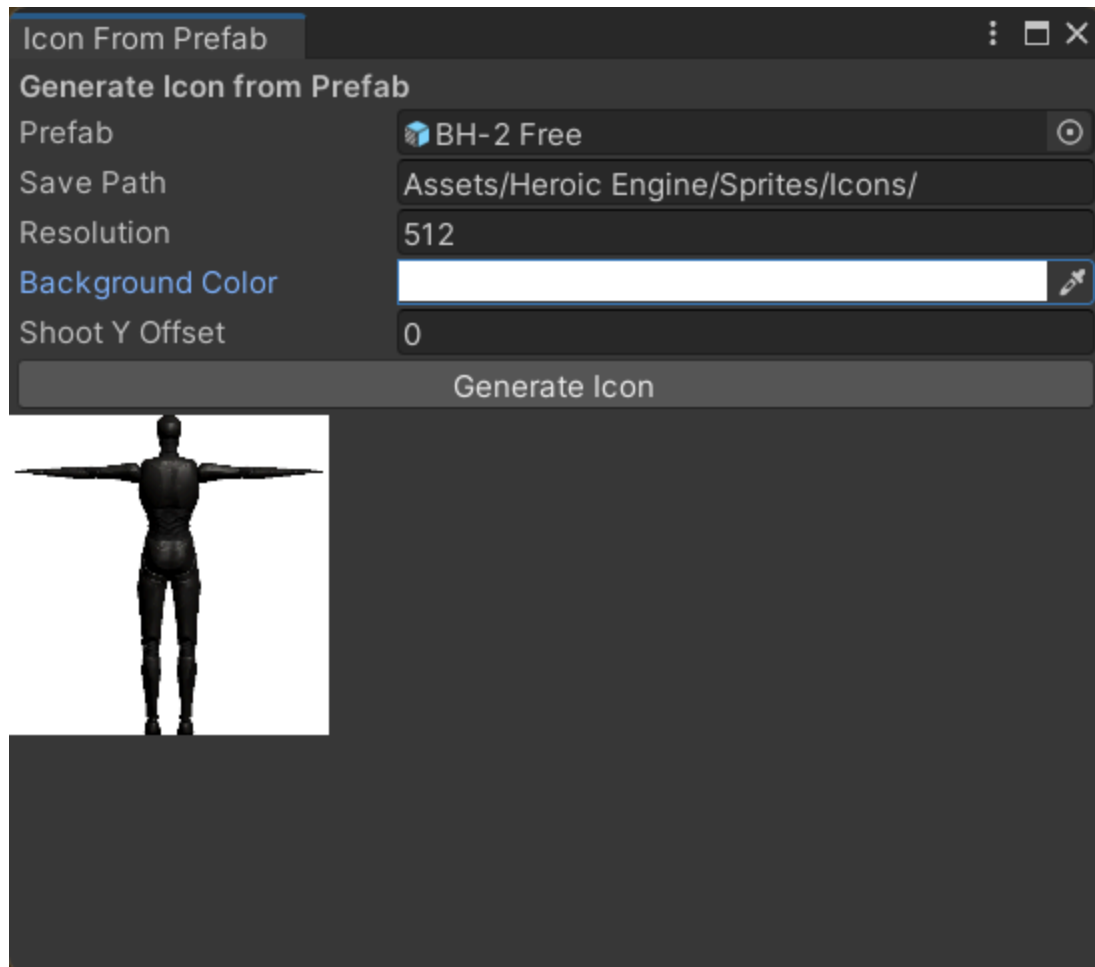 Icon From Prefab
Generate Icon from Prefab
Prefab BH-2 Free
Save Path Assets/Heroic Engine/Sprites/Icons/
Resolution 512
Background Color
Shoot Y Offset 0
Generate Icon